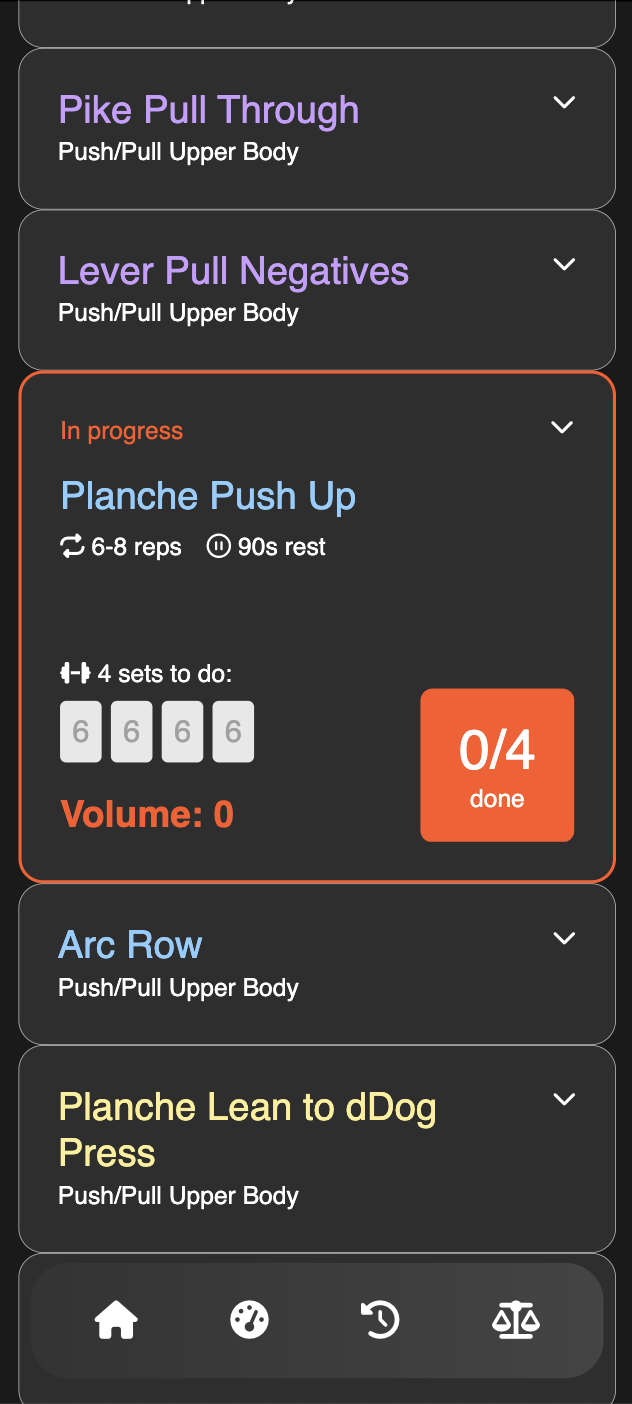 Pike Pull Through
Push/Pull Upper Body
Lever Pull Negatives
Push/Pull Upper Body
In progress
Planche Push Up
6-8 reps 90s rest
4 sets to do:
6 6 6 6
Volume: 0
0/4
done
Arc Row
Push/Pull Upper Body
Planche Lean to dDog
Press
Push/Pull Upper Body